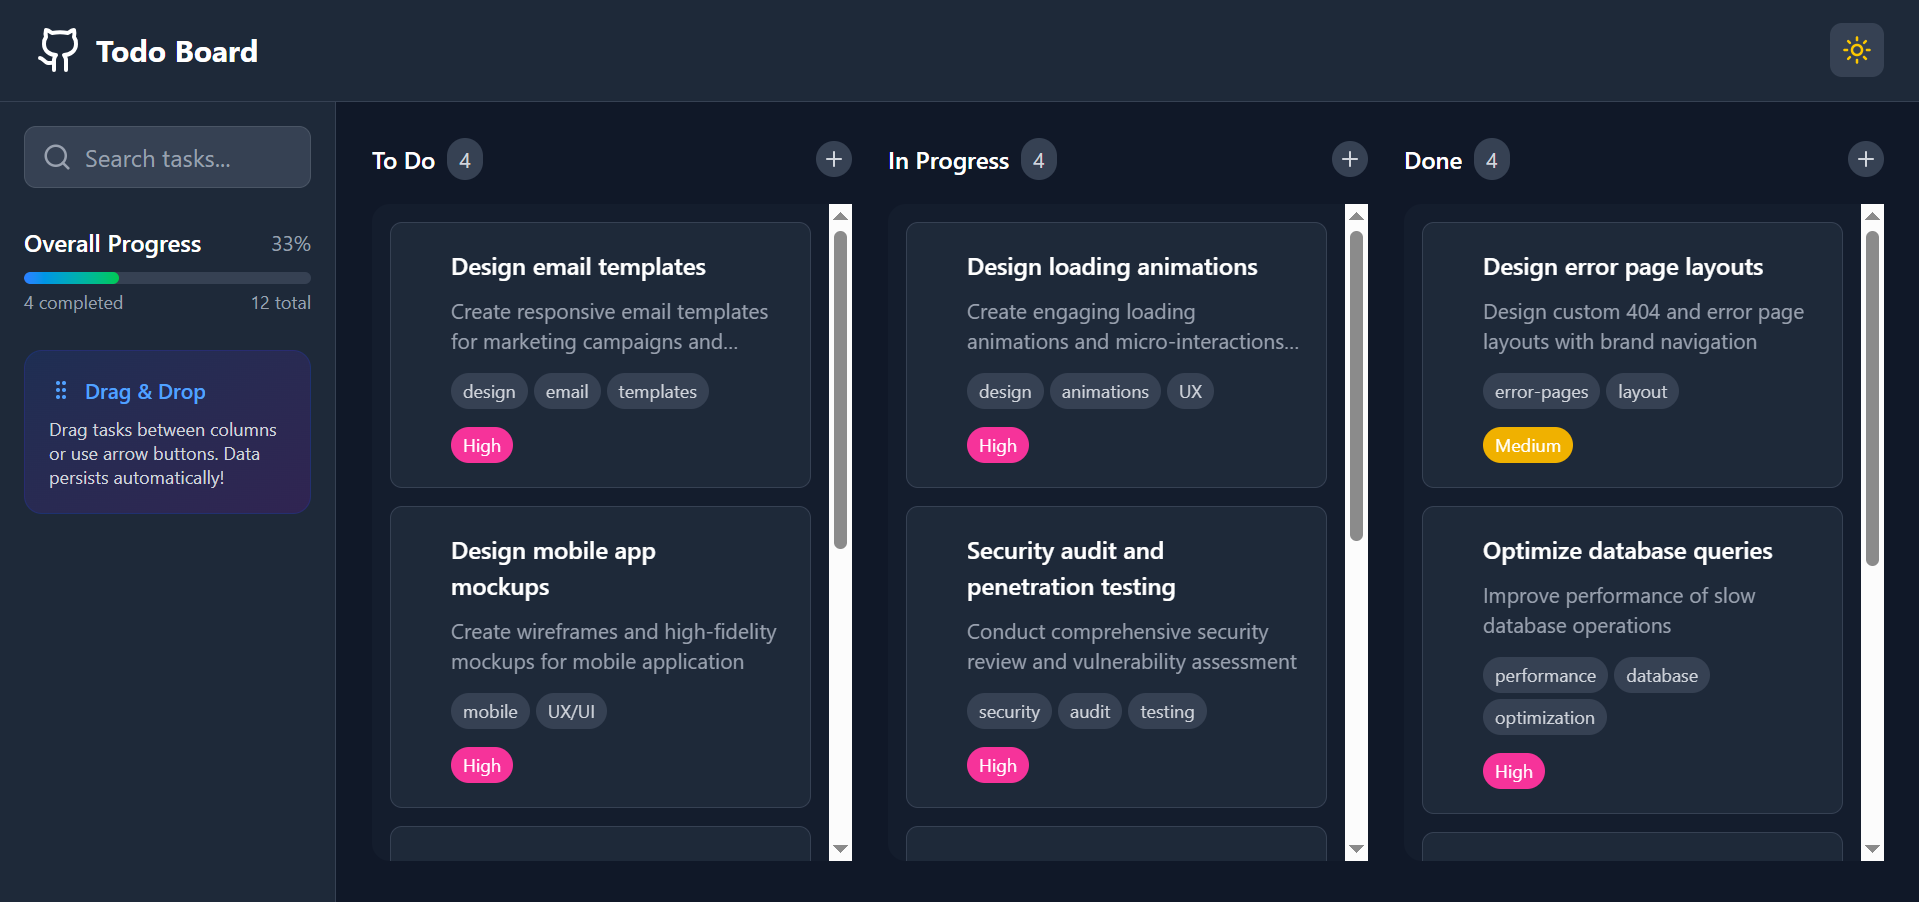 Todo Board
Search tasks...
Overall Progress 33%
4 completed 12 total
Drag & Drop
Drag tasks between columns
or use arrow buttons. Data
persists automatically!
To Do 4
Design email templates
Create responsive email templates
for marketing campaigns and...
design email templates
High
Design mobile app
mockups
Create wireframes and high-fidelity
mockups for mobile application
mobile UX/UI
High
In Progress 4
Design loading animations
Create engaging loading
animations and micro-interactions...
design animations UX
High
Security audit and
penetration testing
Conduct comprehensive security
review and vulnerability assessment
security audit testing
High
Done 4
Design error page layouts
Design custom 404 and error page
layouts with brand navigation
error-pages layout
Medium
Optimize database queries
Improve performance of slow
database operations
performance database
optimization
High